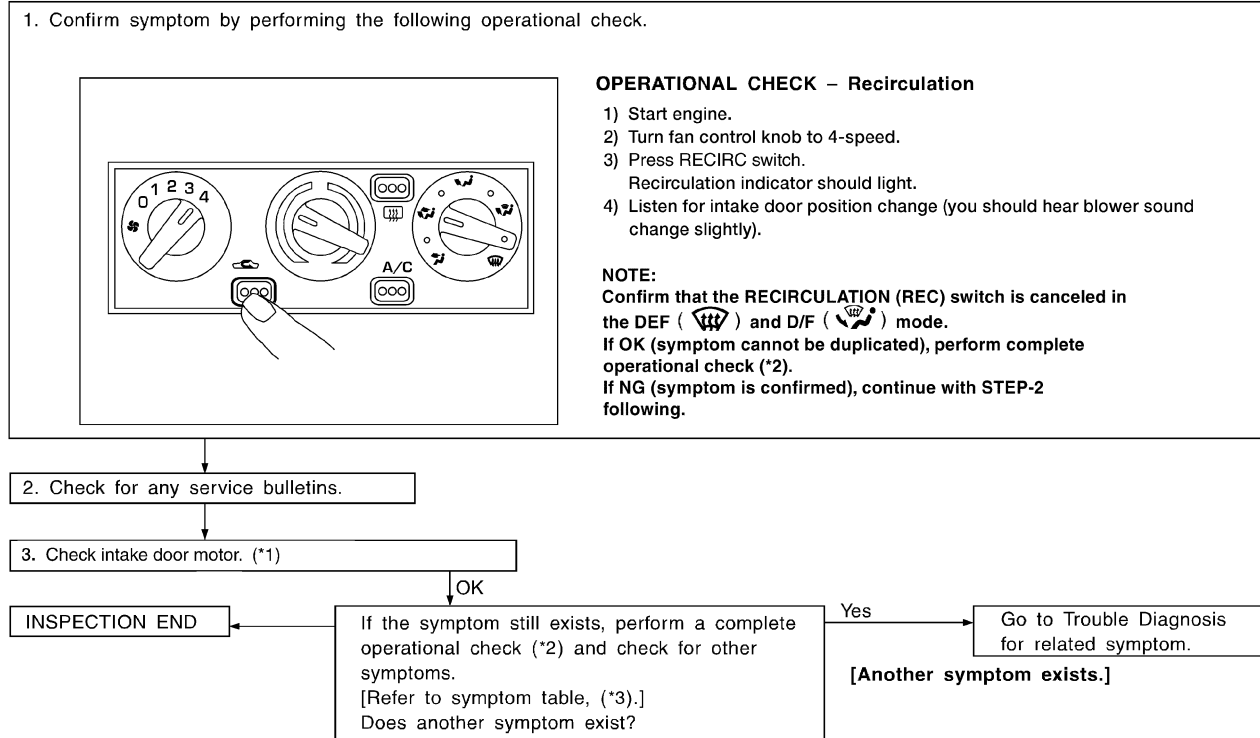 1. Confirm symptom by performing the following operational check.
OPERATIONAL CHECK – Recirculation
1) Start engine.
2) Turn fan control knob to 4-speed.
3) Press RECIRC switch.
Recirculation indicator should light.
4) Listen for intake door position change (you should hear blower sound
change slightly).
NOTE:
Confirm that the RECIRCULATION (REC) switch is canceled in
the DEF ( ) and D/F ( ) mode.
If OK (symptom cannot be duplicated), perform complete
operational check (*2).
If NG (symptom is confirmed), continue with STEP-2
following.
0 1 2 3 4
A/C
2. Check for any service bulletins.
3. Check intake door motor. (*1)
OK
INSPECTION END
If the symptom still exists, perform a complete
operational check (*2) and check for other
symptoms.
[Refer to symptom table, (*3).]
Does another symptom exist?
Yes
Go to Trouble Diagnosis
for related symptom.
[Another symptom exists.]